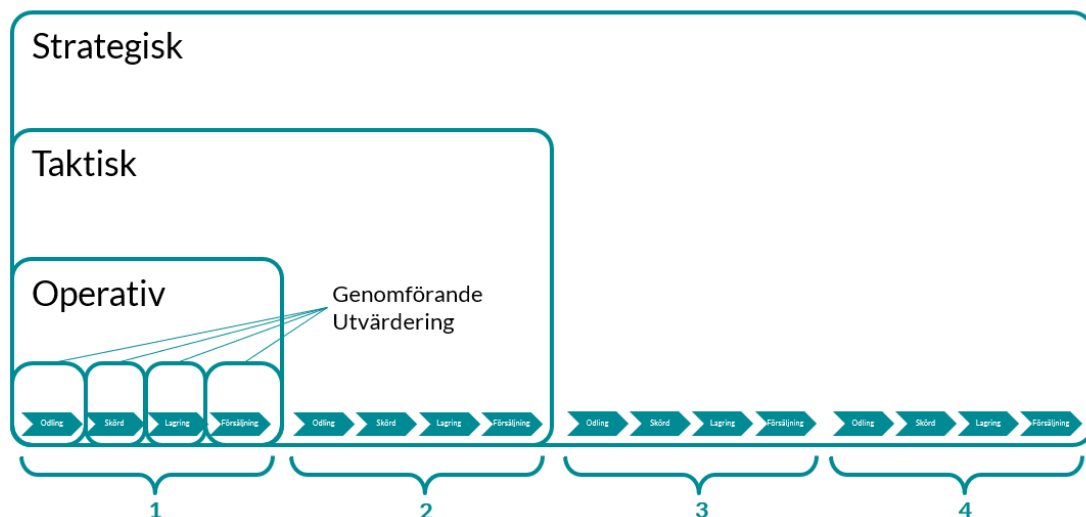 Strategisk
Taktisk
Operativ
Genomförande
Utvärdering
Odling Skörd Lagring Försäljning Odling Skörd Lagring Försäljning Odling Skörd Lagring Försäljning Odling Skörd Lagring Försäljning
1 2 3 4